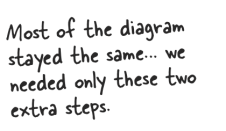 Most of the diagram
stayed the same... we
needed only these two
extra steps.